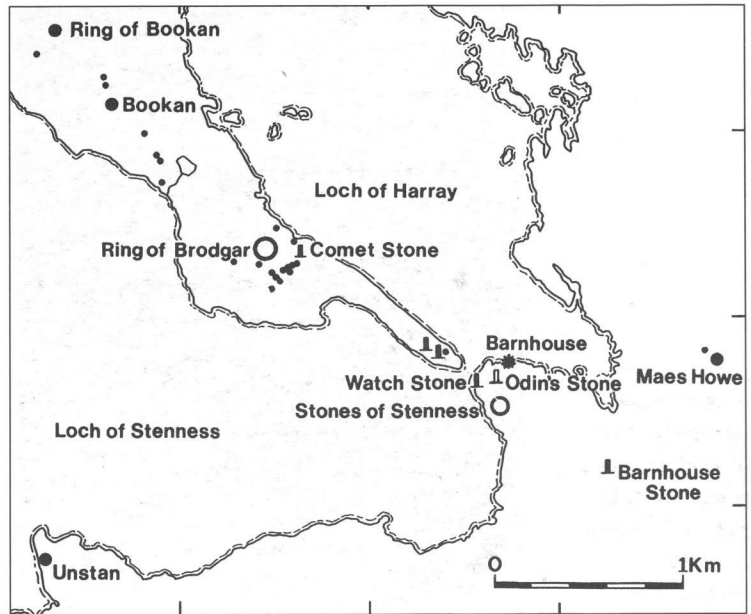 Ring of Bookan
Bookan
Loch of Harray
Ring of Brodgar
Comet Stone
Barnhouse
Watch Stone
Odin's Stone
Maes Howe
Stones of Stenness
Loch of Stenness
Barnhouse
Stone
0
1Km
Unstan